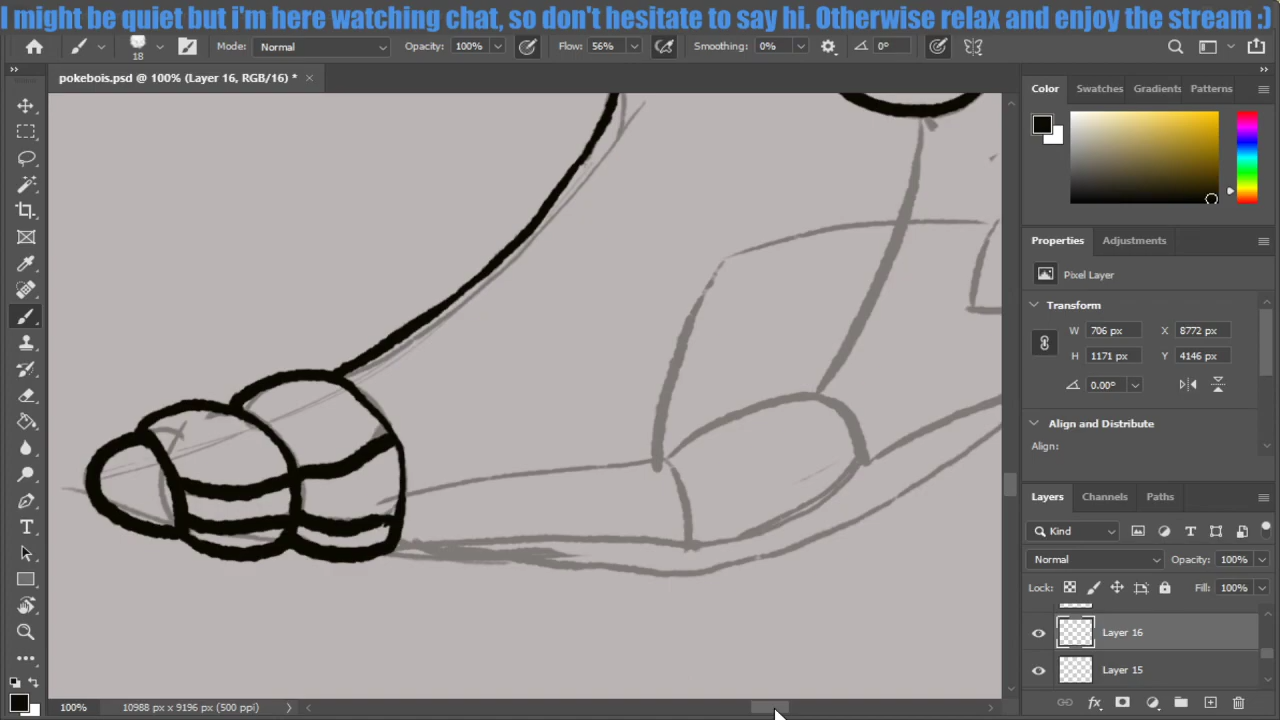 I might be quiet but i'm here watching chat, so don't hesitate to say hi. Otherwise relax and enjoy the stream :)
18 Mode: Normal Opacity: 100% Flow: 56% Smoothing: 0% 0°
pokebois.psd @ 100% (Layer 16, RGB/16) *
Color Swatches Gradients Patterns
Properties Adjustments
Pixel Layer
Transform
W 706 px X 8772 px
H 1171 px Y 4146 px
0.00°
Align and Distribute
Align:
Layers Channels Paths
Kind
Normal Opacity: 100%
Lock: Fill: 100%
Layer 16
Layer 15
100% 10988 px x 9196 px (500 ppi)